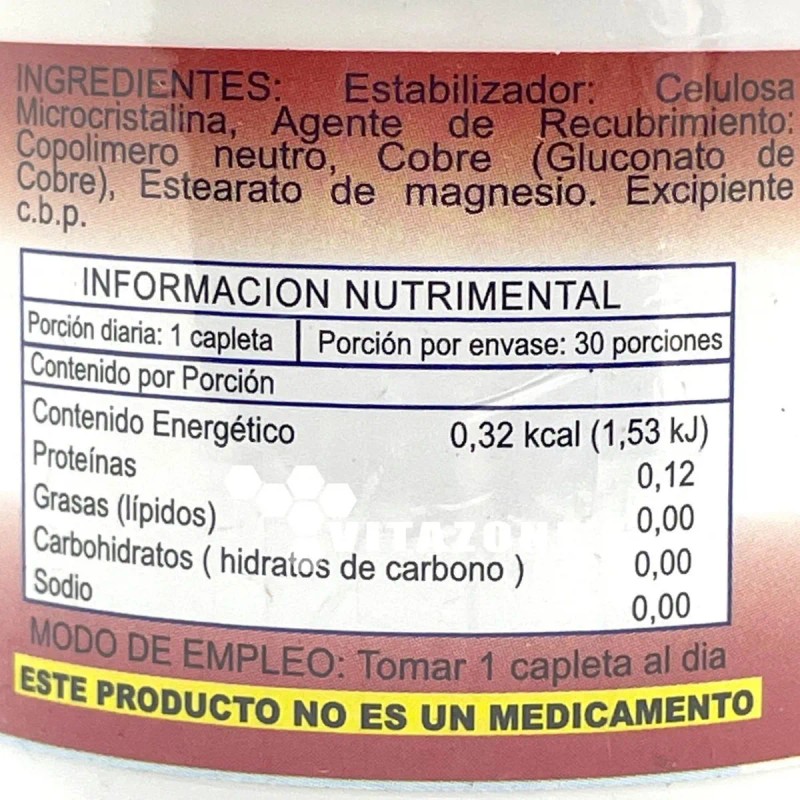 INGREDIENTES: Estabilizador: Celulosa
Microcristalina, Agente de Recubrimiento:
Copolimero neutro, Cobre (Gluconato de
Cobre), Estearato de magnesio. Excipiente
c.b.p.
INFORMACION NUTRIMENTAL
Porción diaria: 1 capleta Porción por envase: 30 porciones
Contenido por Porción
Contenido Energético 0,32 kcal (1,53 kJ)
Proteínas 0,12
Grasas (lípidos) 0,00
Carbohidratos ( hidratos de carbono ) 0,00
Sodio 0,00
MODO DE EMPLEO: Tomar 1 capleta al dia
ESTE PRODUCTO NO ES UN MEDICAMENTO